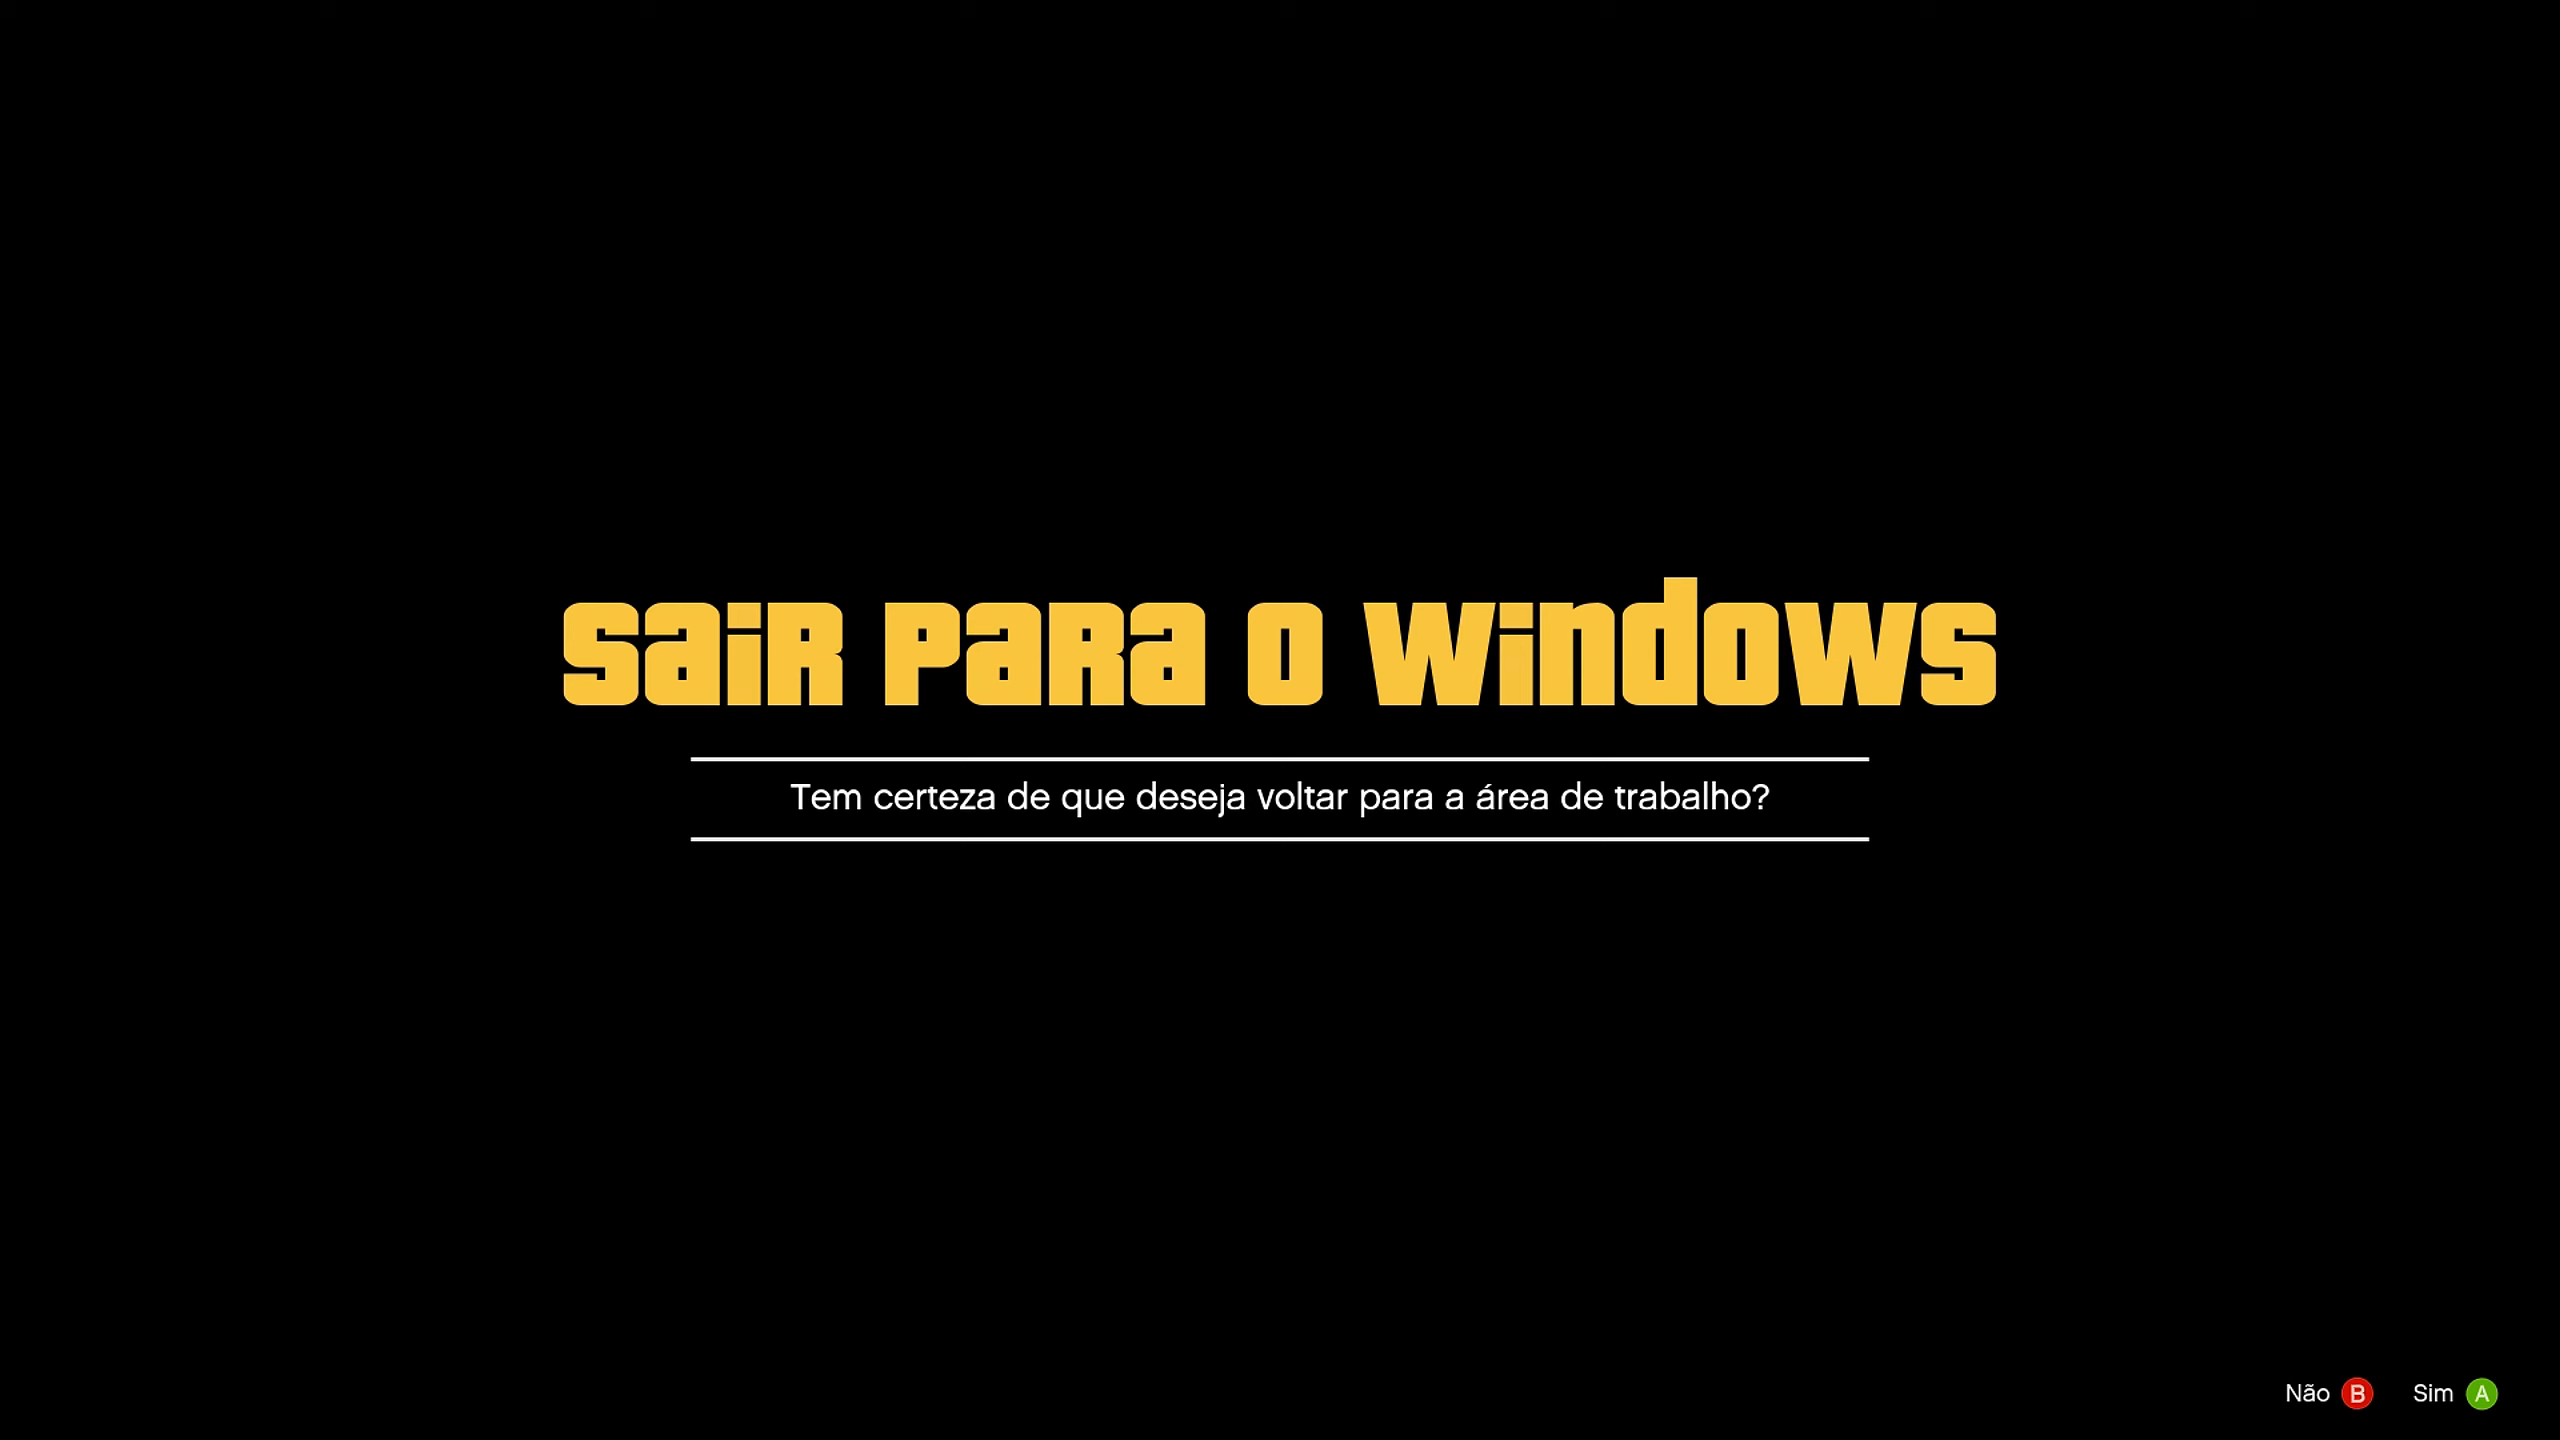 sair para o windows
Tem certeza de que deseja voltar para a área de trabalho?
Não B Sim A